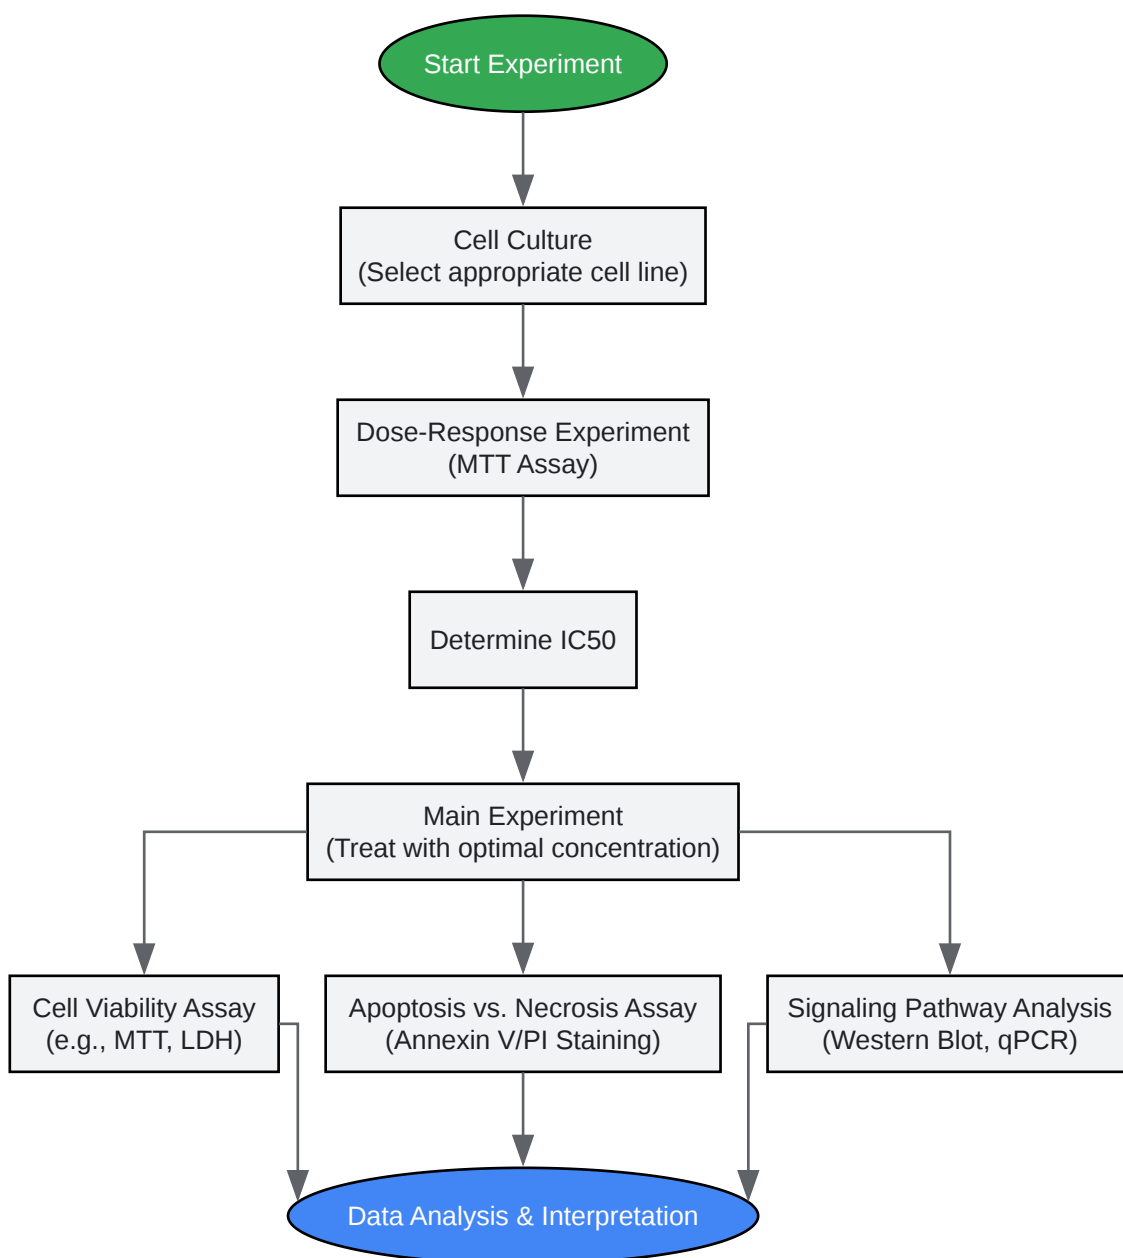 Start Experiment
Cell Culture
(Select appropriate cell line)
Dose-Response Experiment
(MTT Assay)
Determine IC50
Main Experiment
(Treat with optimal concentration)
Cell Viability Assay
(e.g., MTT, LDH)
Apoptosis vs. Necrosis Assay
(Annexin V/PI Staining)
Signaling Pathway Analysis
(Western Blot, qPCR)
Data Analysis & Interpretation